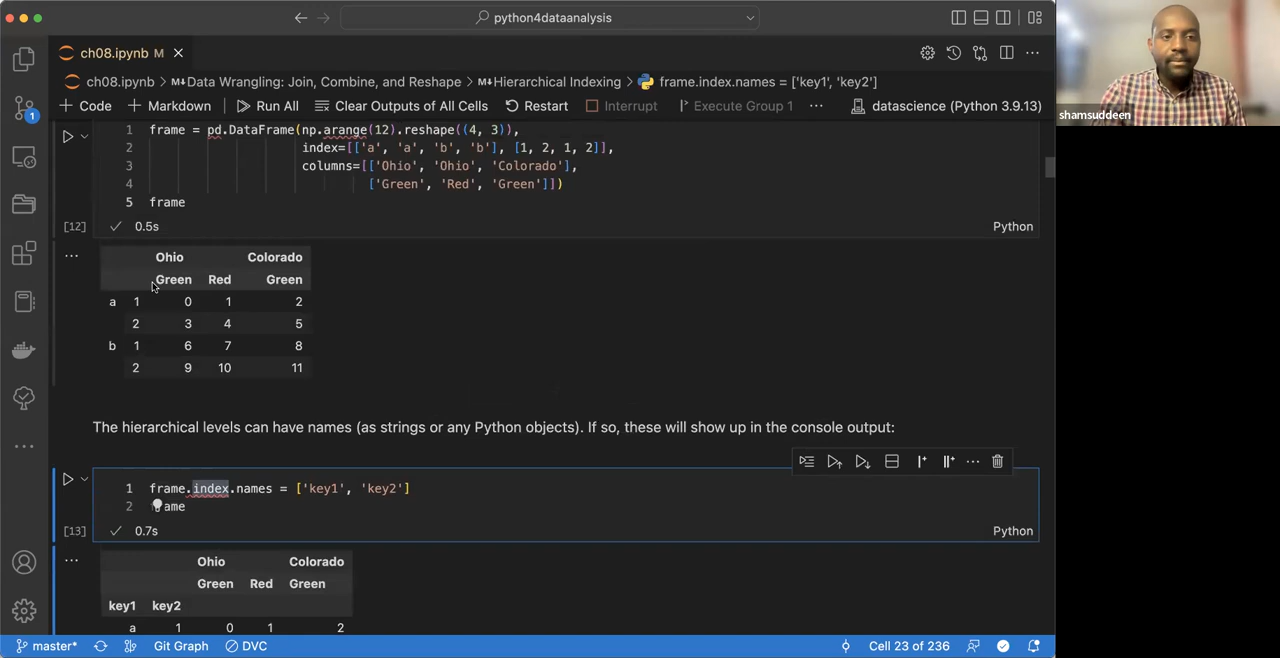 python4dataanalysis
ch08.ipynb M
ch08.ipynb > M↓Data Wrangling: Join, Combine, and Reshape > M↓Hierarchical Indexing > frame.index.names = ['key1', 'key2']
+ Code + Markdown Run All Clear Outputs of All Cells Restart Interrupt Execute Group 1 ... datascience (Python 3.9.13)
shamsuddeen
1 frame = pd.DataFrame(np.arange(12).reshape((4, 3)),
2 index=[['a', 'a', 'b', 'b'], [1, 2, 1, 2]],
3 columns=[['Ohio', 'Ohio', 'Colorado'],
4 ['Green', 'Red', 'Green']])
5 frame
[12] 0.5s Python
Ohio Colorado
Green Red Green
a 1 0 1 2
2 3 4 5
b 1 6 7 8
2 9 10 11
The hierarchical levels can have names (as strings or any Python objects). If so, these will show up in the console output:
1 frame.index.names = ['key1', 'key2']
2 frame
[13] 0.7s Python
Ohio Colorado
Green Red Green
key1 key2
a 1 0 1 2
1
master* Git Graph DVC Cell 23 of 236